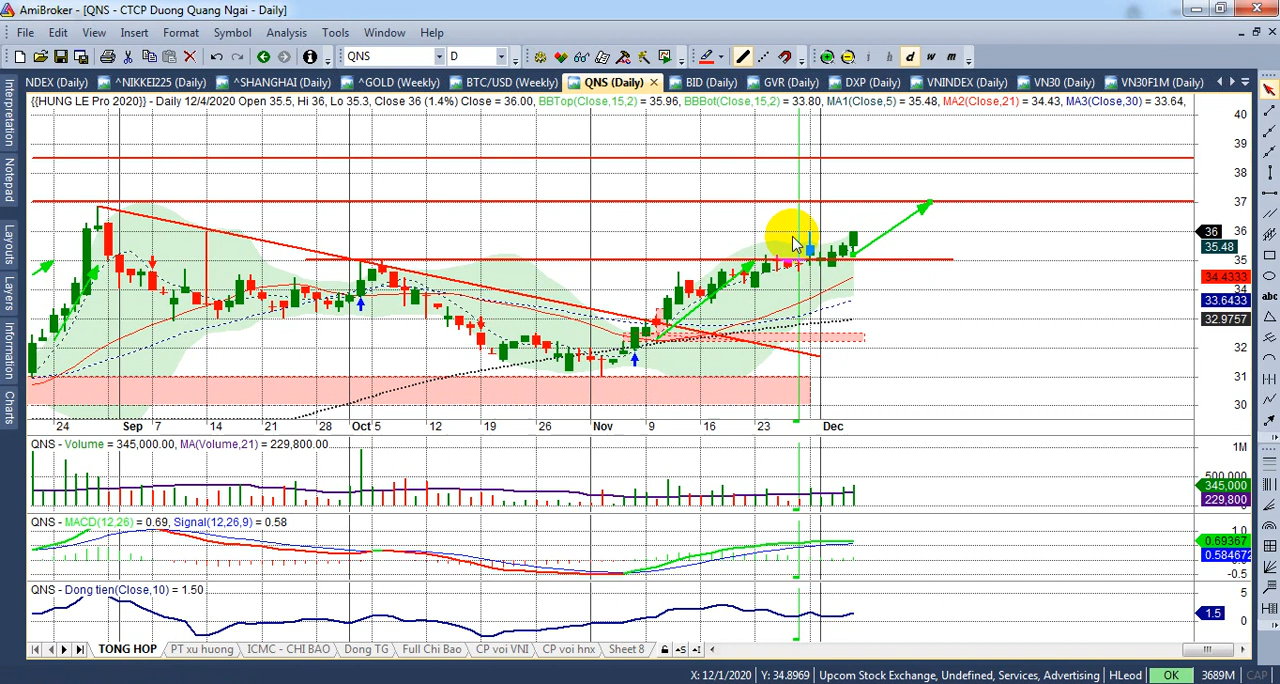 AmiBroker - [QNS - CTCP Duong Quang Ngai - Daily]
File Edit View Insert Format Symbol Analysis Tools Window Help
QNS D i h d w m
NDEX (Daily) ^NIKKEI225 (Daily) ^SHANGHAI (Daily) ^GOLD (Weekly) BTC/USD (Weekly) QNS (Daily) BID (Daily) GVR (Daily) DXP (Daily) VNINDEX (Daily) VN30 (Daily) VN30F1M (Daily)
{{HUNG LE Pro 2020}} - Daily 12/4/2020 Open 35.5, Hi 36, Lo 35.3, Close 36 (1.4%) Close = 36.00, BBTop(Close,15,2) = 35.96, BBBot(Close,15,2) = 33.80, MA1(Close,5) = 35.48, MA2(Close,21) = 34.43, MA3(Close,30) = 33.64,
Interpretation
Notepad
Layouts
Layers
Information
Charts
abc
40
39
38
37
36
36
35.48
35
34.4333
34
33.6433
32.9757
32
31
30
24 Sep 7 14 21 28 Oct 5 12 19 26 Nov 9 16 23 Dec
QNS - Volume = 345,000.00, MA(Volume,21) = 229,800.00
1M
500,000
345,000
229,800
QNS - MACD(12,26) = 0.69, Signal(12,26,9) = 0.58
1.0
0.69367
0.584672
-0.5
QNS - Dong tien(Close,10) = 1.50
5
1.5
0
TONG HOP PT xu huong ICMC - CHI BAO Dong TG Full Chi Bao CP voi VNI CP voi hnx Sheet 8
X: 12/1/2020 Y: 34.8969 Upcom Stock Exchange, Undefined, Services, Advertising HLeod OK 3689M CAP